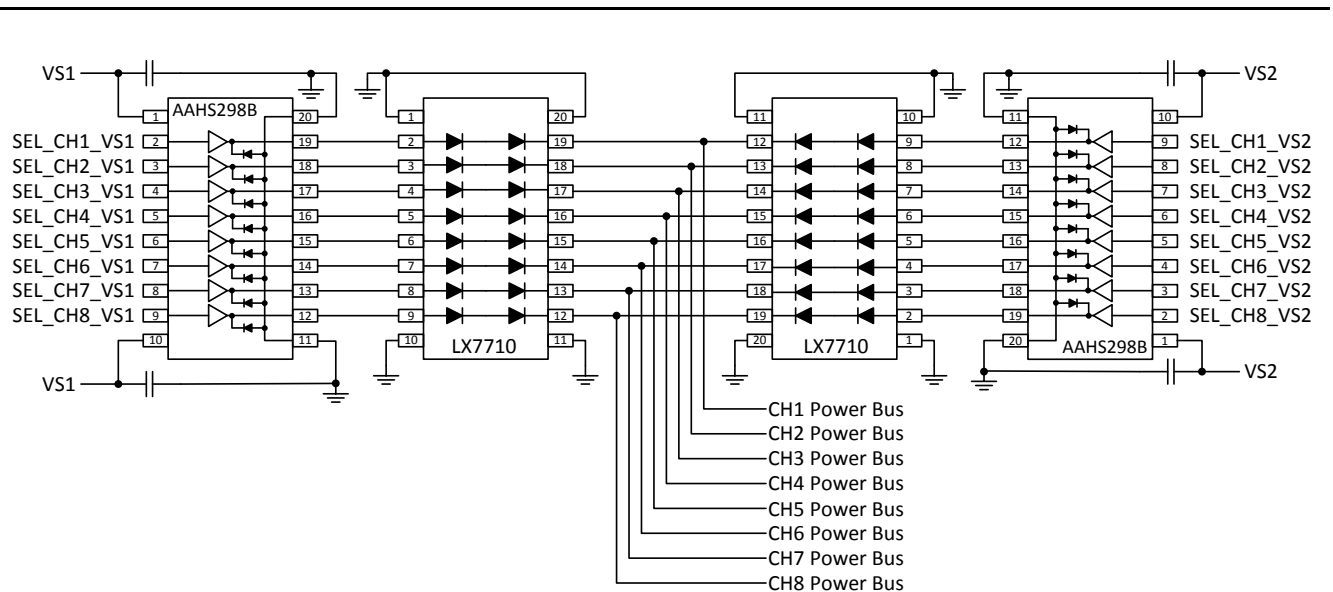 VS1 VS2
AAHS298B
1 20 1 20 11 10 11 10
SEL_CH1_VS1 2 19 2 19 12 9 12 9 SEL_CH1_VS2
SEL_CH2_VS1 3 18 3 18 13 8 13 8 SEL_CH2_VS2
SEL_CH3_VS1 4 17 4 17 14 7 14 7 SEL_CH3_VS2
SEL_CH4_VS1 5 16 5 16 15 6 15 6 SEL_CH4_VS2
SEL_CH5_VS1 6 15 6 15 16 5 16 5 SEL_CH5_VS2
SEL_CH6_VS1 7 14 7 14 17 4 17 4 SEL_CH6_VS2
SEL_CH7_VS1 8 13 8 13 18 3 18 3 SEL_CH7_VS2
SEL_CH8_VS1 9 12 9 12 19 2 19 2 SEL_CH8_VS2
10 11 10 11 20 1 20 1
LX7710 LX7710 AAHS298B
VS1 VS2
CH1 Power Bus
CH2 Power Bus
CH3 Power Bus
CH4 Power Bus
CH5 Power Bus
CH6 Power Bus
CH7 Power Bus
CH8 Power Bus